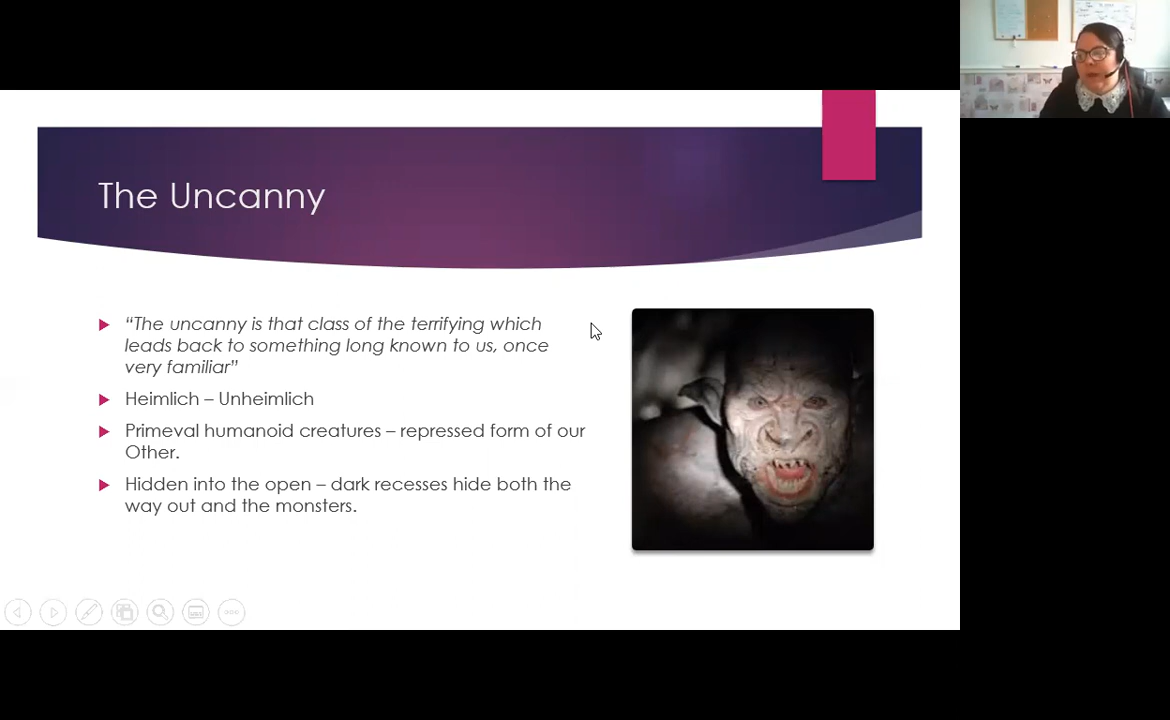 The Uncanny
“The uncanny is that class of the terrifying which
leads back to something long known to us, once
very familiar”
Heimlich – Unheimlich
Primeval humanoid creatures – repressed form of our
Other.
Hidden into the open – dark recesses hide both the
way out and the monsters.